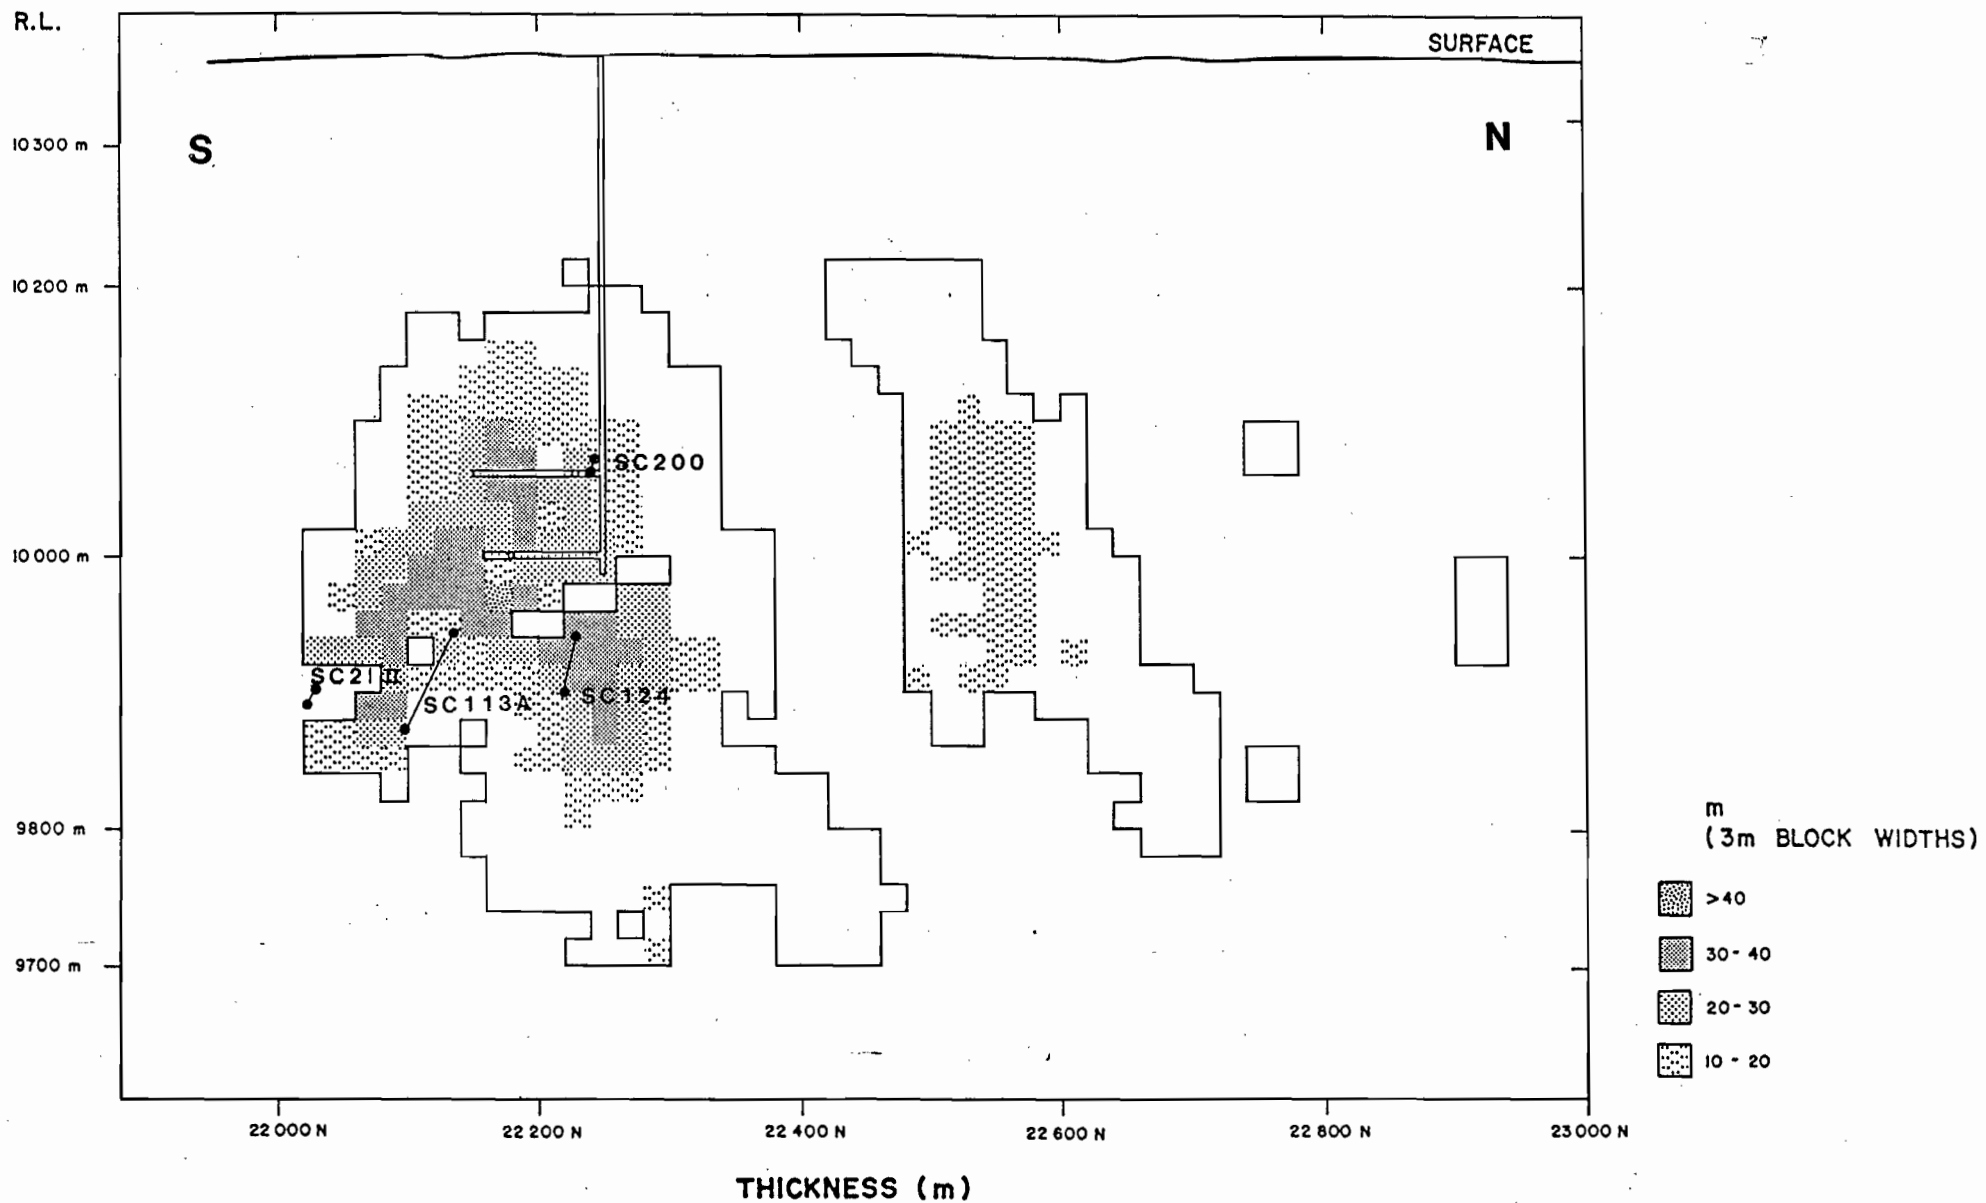 R.L.
SURFACE
10 300 m
S
N
10 200 m
SC200
10 000 m
SC21
SC113A
SC124
9800 m
9700 m
m
(3m BLOCK WIDTHS)
>40
30 - 40
20 - 30
10 - 20
22 000 N
22 200 N
22 400 N
22 600 N
22 800 N
23 000 N
THICKNESS (m)